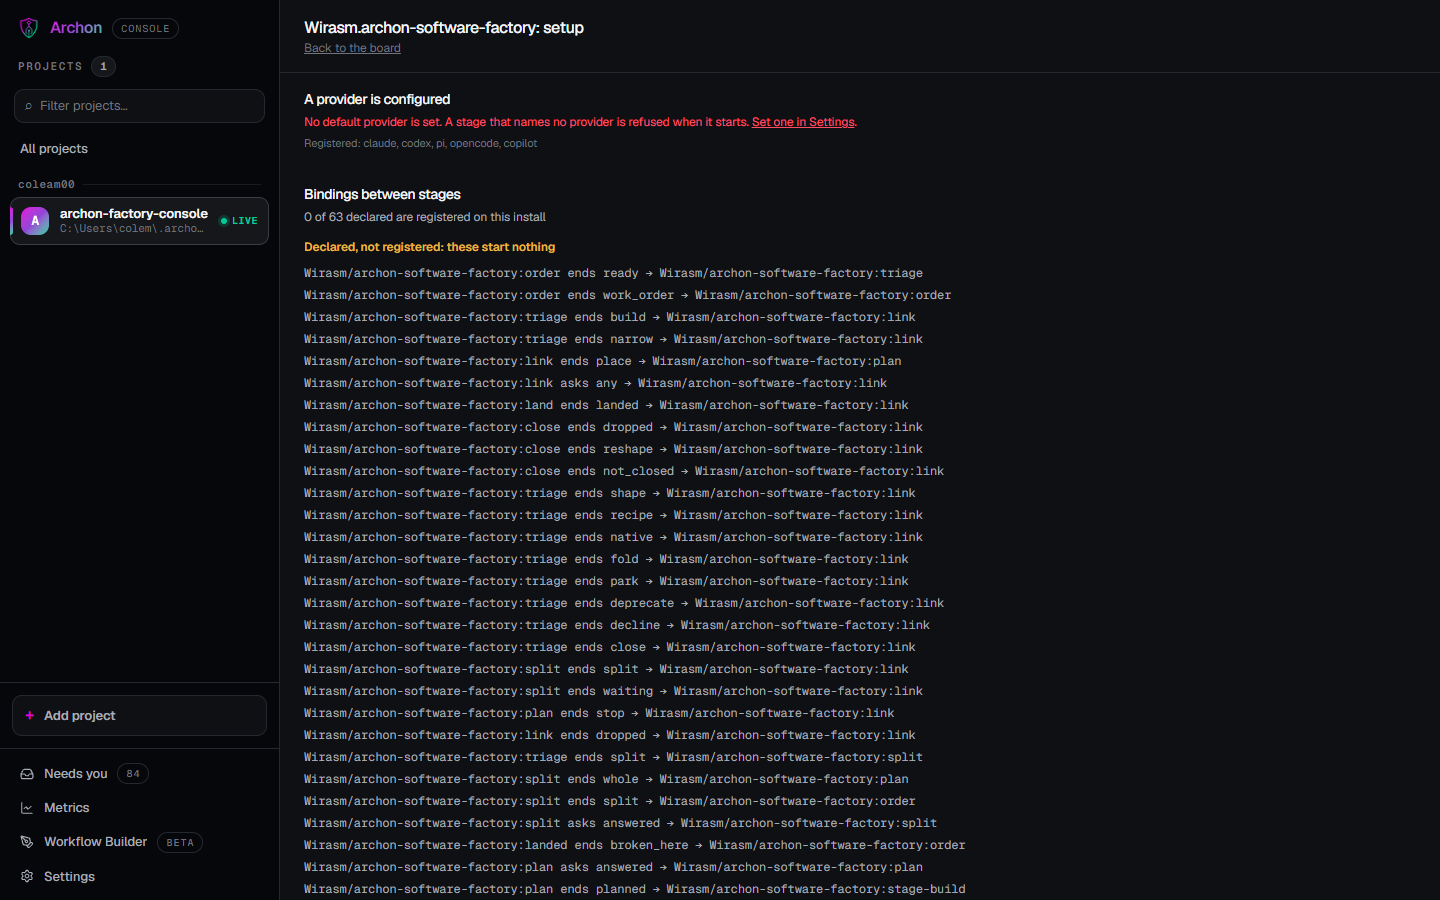 Archon CONSOLE
PROJECTS 1
Filter projects...
All projects
coleam00
A
archon-factory-console
C:\Users\colem\.archo…
LIVE
+ Add project
Needs you 84
Metrics
Workflow Builder BETA
Settings
Wirasm.archon-software-factory: setup
Back to the board
A provider is configured
No default provider is set. A stage that names no provider is refused when it starts. Set one in Settings.
Registered: claude, codex, pi, opencode, copilot
Bindings between stages
0 of 63 declared are registered on this install
Declared, not registered: these start nothing
Wirasm/archon-software-factory:order ends ready → Wirasm/archon-software-factory:triage
Wirasm/archon-software-factory:order ends work_order → Wirasm/archon-software-factory:order
Wirasm/archon-software-factory:triage ends build → Wirasm/archon-software-factory:link
Wirasm/archon-software-factory:triage ends narrow → Wirasm/archon-software-factory:link
Wirasm/archon-software-factory:link ends place → Wirasm/archon-software-factory:plan
Wirasm/archon-software-factory:link asks any → Wirasm/archon-software-factory:link
Wirasm/archon-software-factory:land ends landed → Wirasm/archon-software-factory:link
Wirasm/archon-software-factory:close ends dropped → Wirasm/archon-software-factory:link
Wirasm/archon-software-factory:close ends reshape → Wirasm/archon-software-factory:link
Wirasm/archon-software-factory:close ends not_closed → Wirasm/archon-software-factory:link
Wirasm/archon-software-factory:triage ends shape → Wirasm/archon-software-factory:link
Wirasm/archon-software-factory:triage ends recipe → Wirasm/archon-software-factory:link
Wirasm/archon-software-factory:triage ends native → Wirasm/archon-software-factory:link
Wirasm/archon-software-factory:triage ends fold → Wirasm/archon-software-factory:link
Wirasm/archon-software-factory:triage ends park → Wirasm/archon-software-factory:link
Wirasm/archon-software-factory:triage ends deprecate → Wirasm/archon-software-factory:link
Wirasm/archon-software-factory:triage ends decline → Wirasm/archon-software-factory:link
Wirasm/archon-software-factory:triage ends close → Wirasm/archon-software-factory:link
Wirasm/archon-software-factory:split ends split → Wirasm/archon-software-factory:link
Wirasm/archon-software-factory:split ends waiting → Wirasm/archon-software-factory:link
Wirasm/archon-software-factory:plan ends stop → Wirasm/archon-software-factory:link
Wirasm/archon-software-factory:link ends dropped → Wirasm/archon-software-factory:link
Wirasm/archon-software-factory:triage ends split → Wirasm/archon-software-factory:split
Wirasm/archon-software-factory:split ends whole → Wirasm/archon-software-factory:plan
Wirasm/archon-software-factory:split ends split → Wirasm/archon-software-factory:order
Wirasm/archon-software-factory:split asks answered → Wirasm/archon-software-factory:split
Wirasm/archon-software-factory:landed ends broken_here → Wirasm/archon-software-factory:order
Wirasm/archon-software-factory:plan asks answered → Wirasm/archon-software-factory:plan
Wirasm/archon-software-factory:plan ends planned → Wirasm/archon-software-factory:stage-build